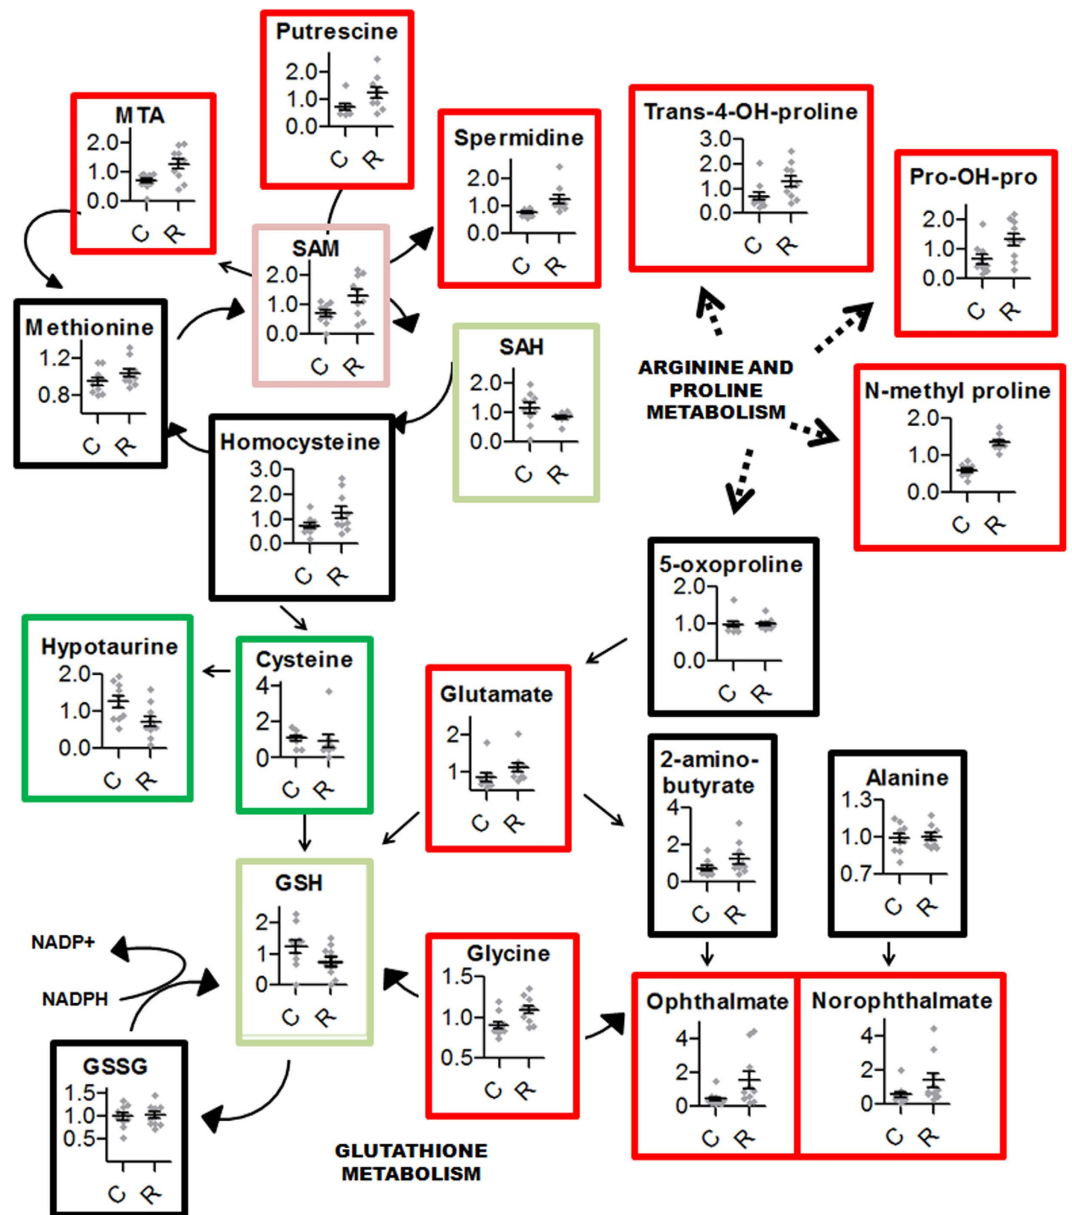 Putrescine
2.0
1.0
0.0
C R
MTA
2.0
1.0
0.0
C R
Spermidine
2.0
1.0
0.0
C R
Trans-4-OH-proline
3.0
2.0
1.0
0.0
C R
Pro-OH-pro
2.0
1.0
0.0
C R
SAM
2.0
1.0
0.0
C R
Methionine
1.2
0.8
C R
SAH
2.0
1.0
0.0
C R
ARGININE AND
PROLINE
METABOLISM
N-methyl proline
2.0
1.0
0.0
C R
Homocysteine
3.0
2.0
1.0
0.0
C R
5-oxoproline
2.0
1.0
0.0
C R
Hypotaurine
2.0
1.0
0.0
C R
Cysteine
4
2
0
C R
Glutamate
2
1
C R
2-amino-
butyrate
4
2
0
C R
Alanine
1.3
1.0
0.7
C R
GSH
2
1
0
C R
NADP+
NADPH
Glycine
1.5
1.0
0.5
C R
Ophthalmate
4
2
0
C R
Norophthalmate
4
2
0
C R
GSSG
1.5
1.0
0.5
C R
GLUTATHIONE
METABOLISM